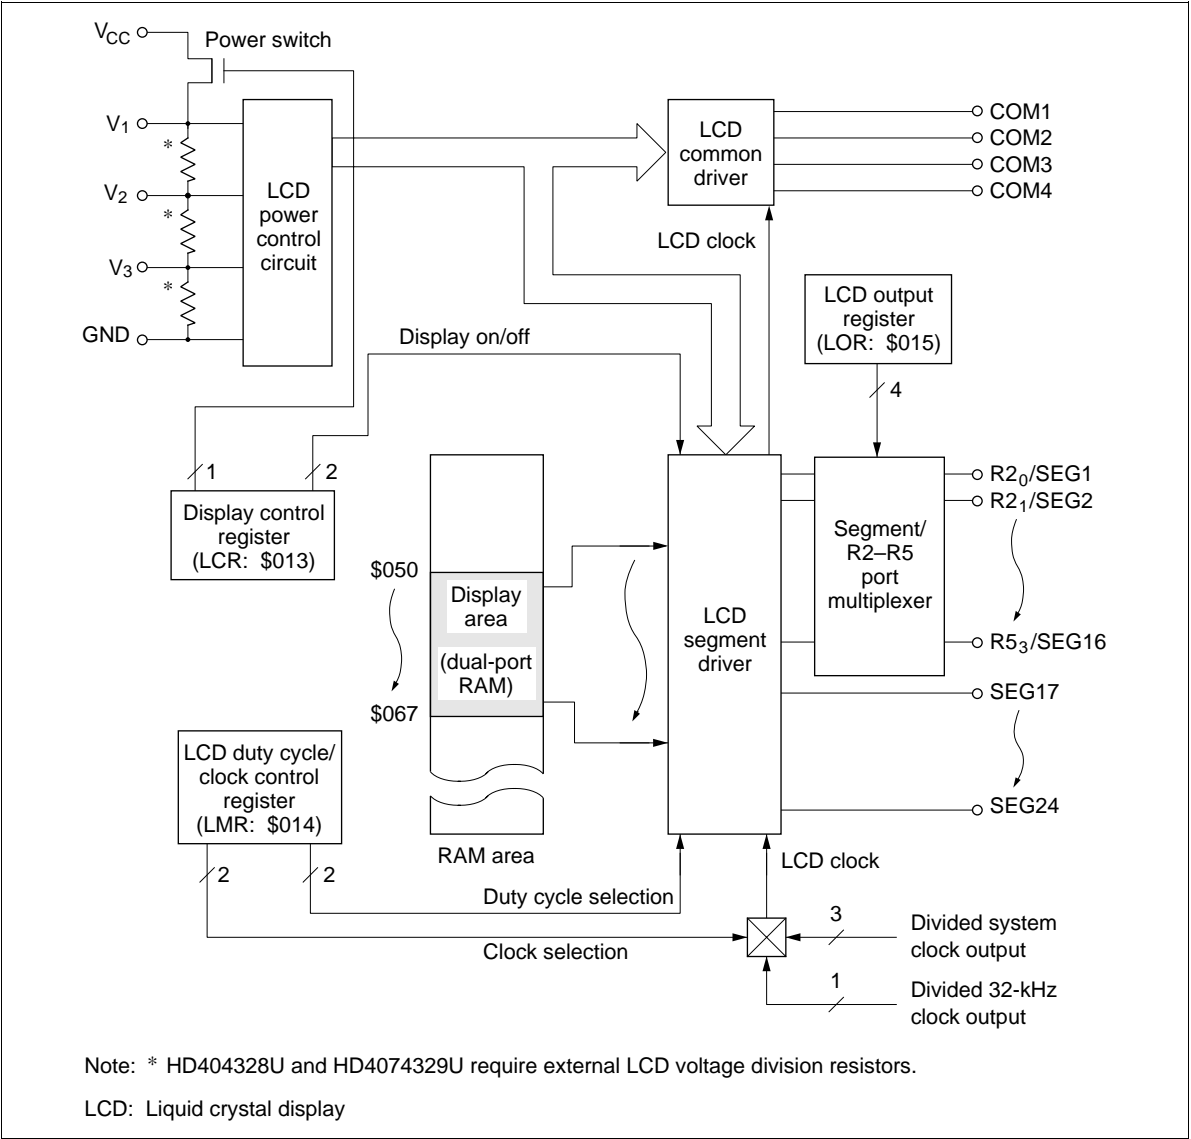 VCC
Power switch
V1
*
V2
*
V3
*
GND
LCD
power
control
circuit
LCD
common
driver
COM1
COM2
COM3
COM4
LCD clock
LCD output
register
(LOR: $015)
4
Display on/off
1
2
Display control
register
(LCR: $013)
$050
$067
Display
area
(dual-port
RAM)
RAM area
LCD
segment
driver
Segment/
R2–R5
port
multiplexer
R20/SEG1
R21/SEG2
R53/SEG16
SEG17
SEG24
LCD duty cycle/
clock control
register
(LMR: $014)
2
2
Duty cycle selection
Clock selection
LCD clock
3
Divided system
clock output
1
Divided 32-kHz
clock output
Note: * HD404328U and HD4074329U require external LCD voltage division resistors.
LCD: Liquid crystal display